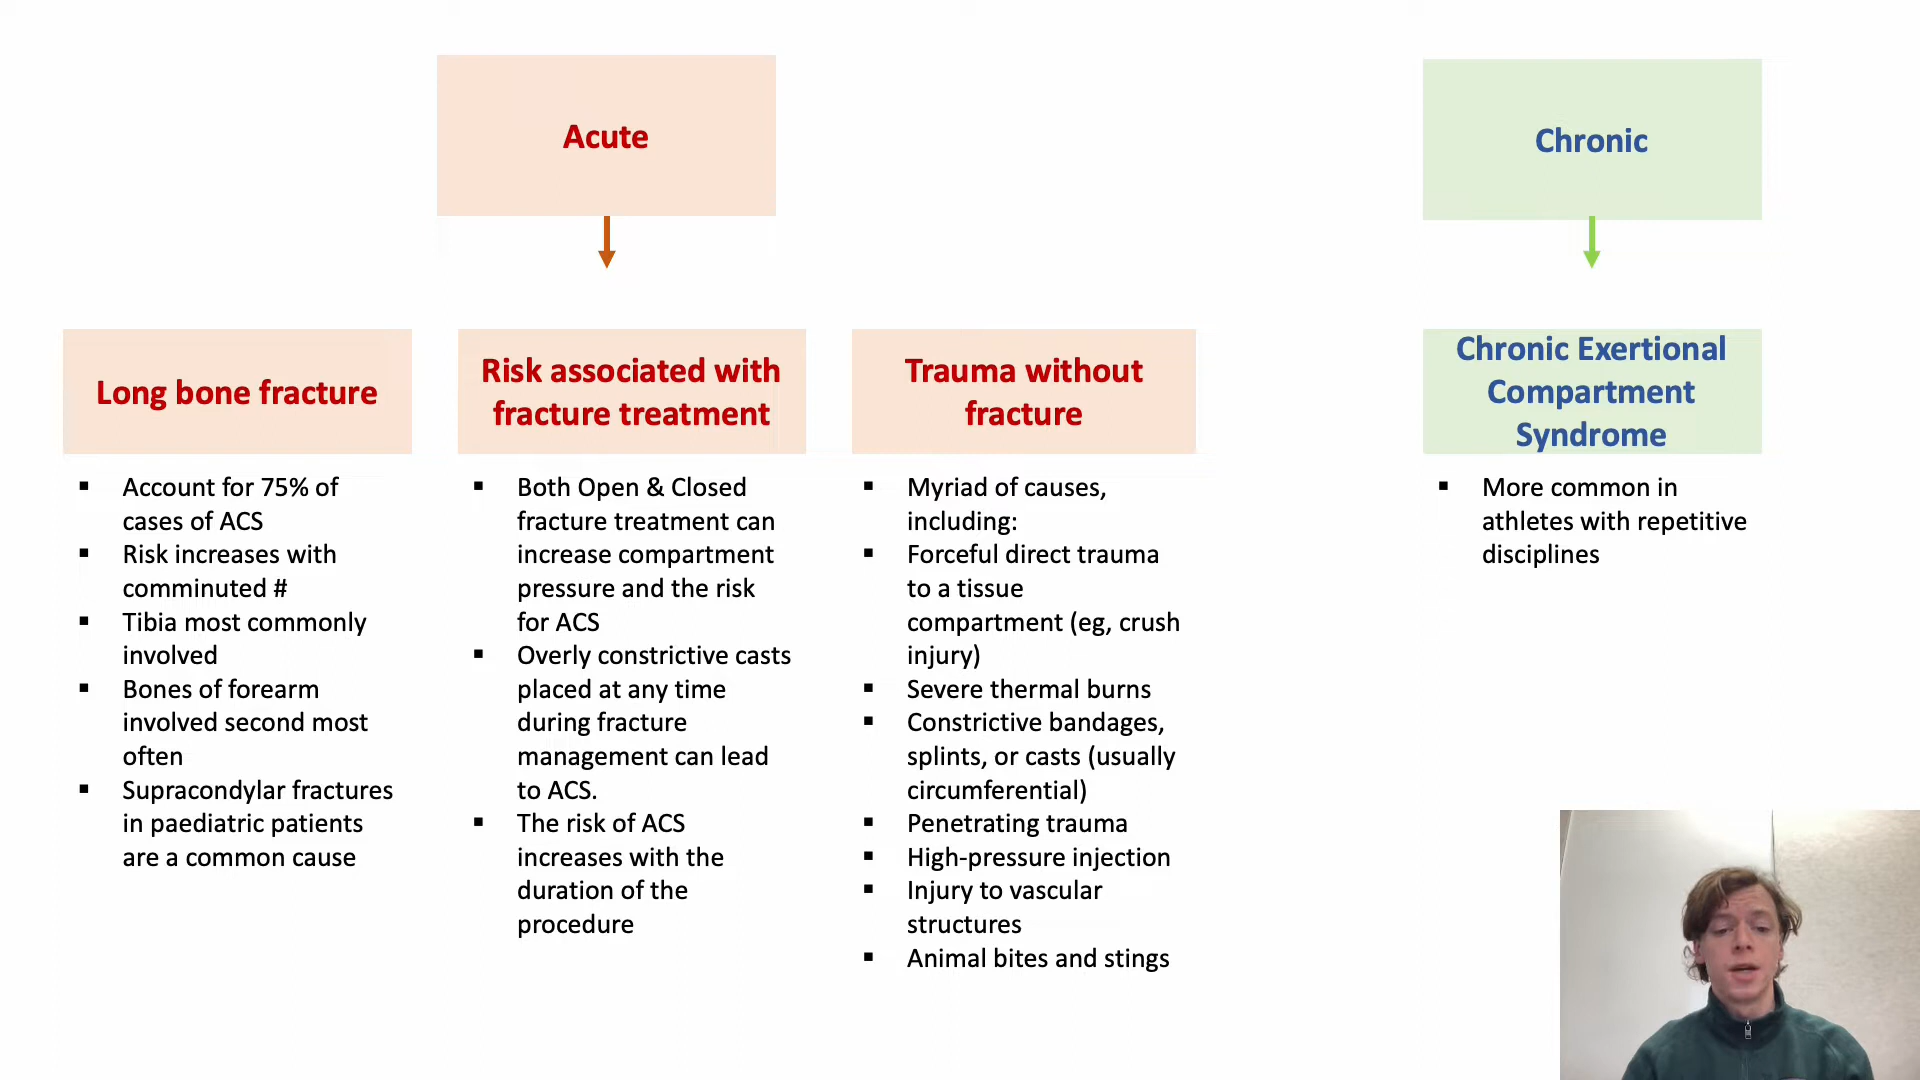 Acute
Chronic
Long bone fracture
▪ Account for 75% of
cases of ACS
▪ Risk increases with
comminuted #
▪ Tibia most commonly
involved
▪ Bones of forearm
involved second most
often
▪ Supracondylar fractures
in paediatric patients
are a common cause
Risk associated with
fracture treatment
▪ Both Open & Closed
fracture treatment can
increase compartment
pressure and the risk
for ACS
▪ Overly constrictive casts
placed at any time
during fracture
management can lead
to ACS.
▪ The risk of ACS
increases with the
duration of the
procedure
Trauma without
fracture
▪ Myriad of causes,
including:
▪ Forceful direct trauma
to a tissue
compartment (eg, crush
injury)
▪ Severe thermal burns
▪ Constrictive bandages,
splints, or casts (usually
circumferential)
▪ Penetrating trauma
▪ High-pressure injection
▪ Injury to vascular
structures
▪ Animal bites and stings
Chronic Exertional
Compartment
Syndrome
▪ More common in
athletes with repetitive
disciplines